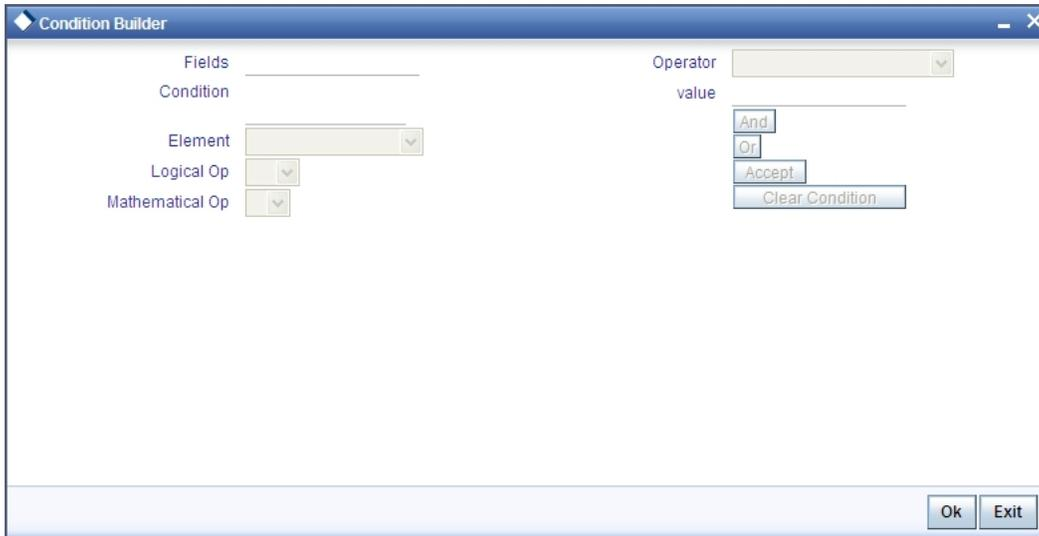 Condition Builder
Fields
Operator
Condition
value
And
Element
Or
Logical Op
Accept
Mathematical Op
Clear Condition
Ok
Exit